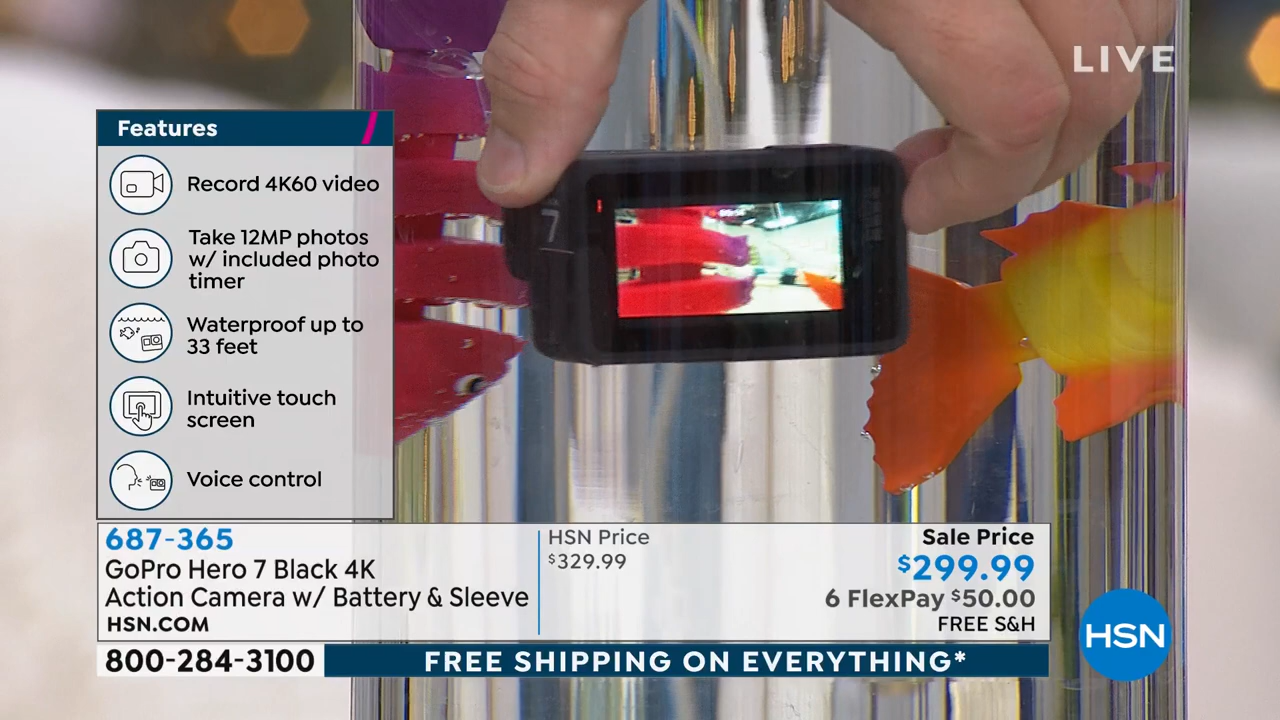 LIVE
Features
Record 4K60 video
Take 12MP photos
w/ included photo
timer
Waterproof up to
33 feet
Intuitive touch
screen
Voice control
7
687-365
GoPro Hero 7 Black 4K
Action Camera w/ Battery & Sleeve
HSN.COM
HSN Price
$329.99
Sale Price
$299.99
6 FlexPay $50.00
FREE S&H
HSN
800-284-3100
FREE SHIPPING ON EVERYTHING*